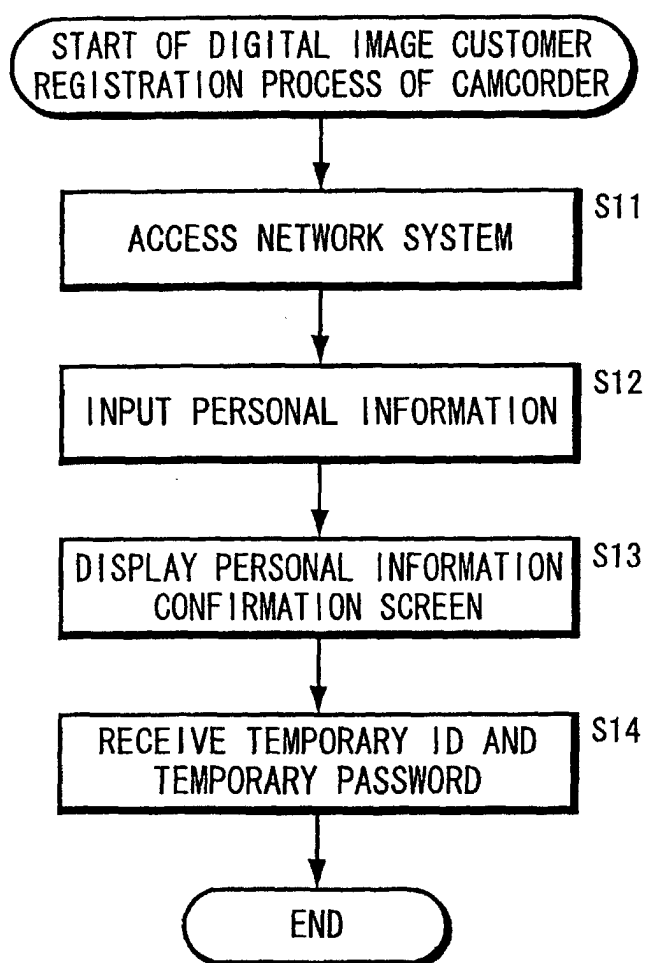 START OF DIGITAL IMAGE CUSTOMER
REGISTRATION PROCESS OF CAMCORDER
ACCESS NETWORK SYSTEM
S11
INPUT PERSONAL INFORMATION
S12
DISPLAY PERSONAL INFORMATION
CONFIRMATION SCREEN
S13
RECEIVE TEMPORARY ID AND
TEMPORARY PASSWORD
S14
END